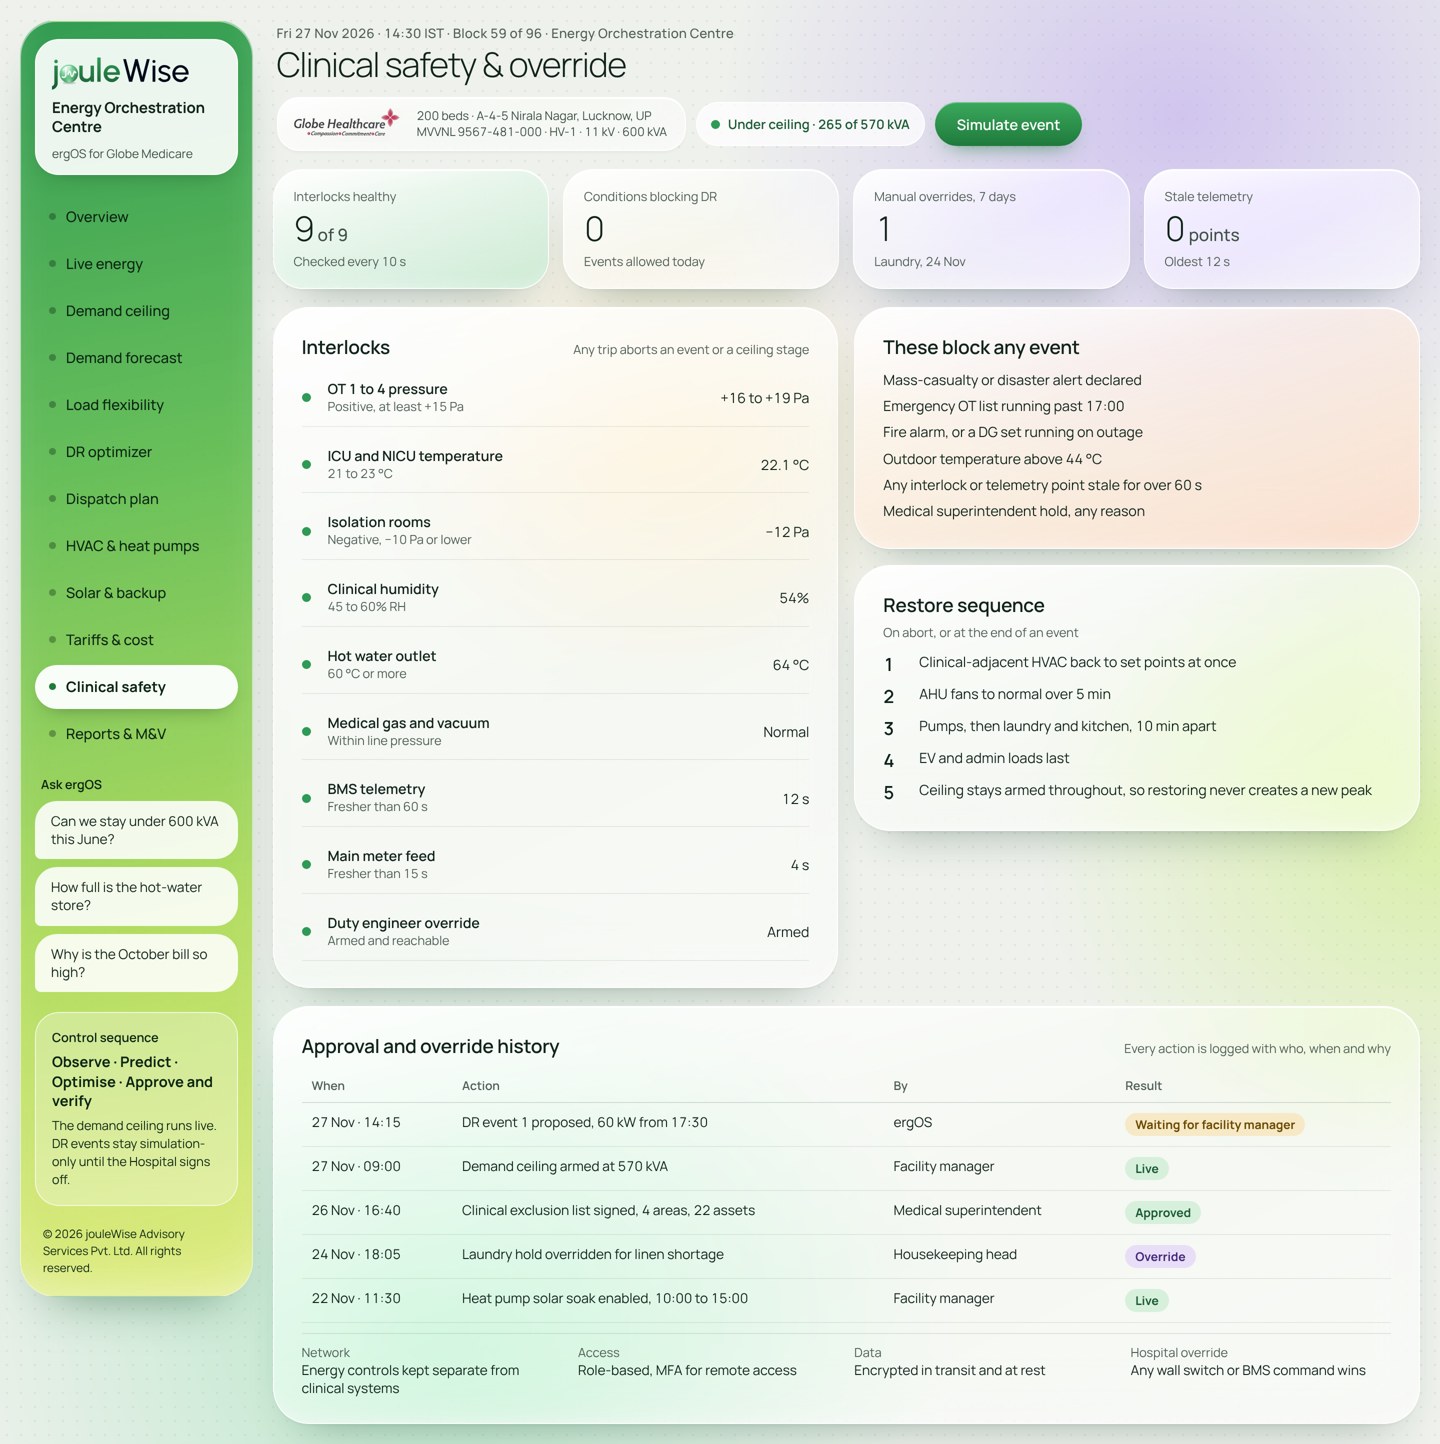 jouleWise
Energy Orchestration
Centre
ergOS for Globe Medicare
Overview
Live energy
Demand ceiling
Demand forecast
Load flexibility
DR optimizer
Dispatch plan
HVAC & heat pumps
Solar & backup
Tariffs & cost
Clinical safety
Reports & M&V
Ask ergOS
Can we stay under 600 kVA
this June?
How full is the hot-water
store?
Why is the October bill so
high?
Control sequence
Observe · Predict ·
Optimise · Approve and
verify
The demand ceiling runs live.
DR events stay simulation-
only until the Hospital signs
off.
© 2026 jouleWise Advisory
Services Pvt. Ltd. All rights
reserved.
Fri 27 Nov 2026 · 14:30 IST · Block 59 of 96 · Energy Orchestration Centre
Clinical safety & override
Globe Healthcare
Compassion Commitment Care
200 beds · A-4-5 Nirala Nagar, Lucknow, UP
MVVNL 9567-481-000 · HV-1 · 11 kV · 600 kVA
Under ceiling · 265 of 570 kVA
Simulate event
Interlocks healthy
9 of 9
Checked every 10 s
Conditions blocking DR
0
Events allowed today
Manual overrides, 7 days
1
Laundry, 24 Nov
Stale telemetry
0 points
Oldest 12 s
Interlocks
Any trip aborts an event or a ceiling stage
OT 1 to 4 pressure
Positive, at least +15 Pa
+16 to +19 Pa
ICU and NICU temperature
21 to 23 °C
22.1 °C
Isolation rooms
Negative, −10 Pa or lower
−12 Pa
Clinical humidity
45 to 60% RH
54%
Hot water outlet
60 °C or more
64 °C
Medical gas and vacuum
Within line pressure
Normal
BMS telemetry
Fresher than 60 s
12 s
Main meter feed
Fresher than 15 s
4 s
Duty engineer override
Armed and reachable
Armed
These block any event
Mass-casualty or disaster alert declared
Emergency OT list running past 17:00
Fire alarm, or a DG set running on outage
Outdoor temperature above 44 °C
Any interlock or telemetry point stale for over 60 s
Medical superintendent hold, any reason
Restore sequence
On abort, or at the end of an event
1 Clinical-adjacent HVAC back to set points at once
2 AHU fans to normal over 5 min
3 Pumps, then laundry and kitchen, 10 min apart
4 EV and admin loads last
5 Ceiling stays armed throughout, so restoring never creates a new peak
Approval and override history
Every action is logged with who, when and why
When Action By Result
27 Nov · 14:15 DR event 1 proposed, 60 kW from 17:30 ergOS Waiting for facility manager
27 Nov · 09:00 Demand ceiling armed at 570 kVA Facility manager Live
26 Nov · 16:40 Clinical exclusion list signed, 4 areas, 22 assets Medical superintendent Approved
24 Nov · 18:05 Laundry hold overridden for linen shortage Housekeeping head Override
22 Nov · 11:30 Heat pump solar soak enabled, 10:00 to 15:00 Facility manager Live
Network
Energy controls kept separate from
clinical systems
Access
Role-based, MFA for remote access
Data
Encrypted in transit and at rest
Hospital override
Any wall switch or BMS command wins